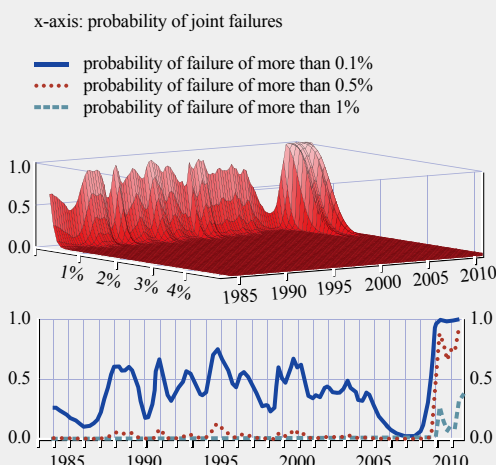 x-axis: probability of joint failures
probability of failure of more than 0.1%
probability of failure of more than 0.5%
probability of failure of more than 1%
1.0
0.5
0.0
1% 2% 3% 4%
1985 1990 1995 2000 2005 2010
1.0 1.0
0.5 0.5
0.0 0.0
1985 1990 1995 2000 2005 2010